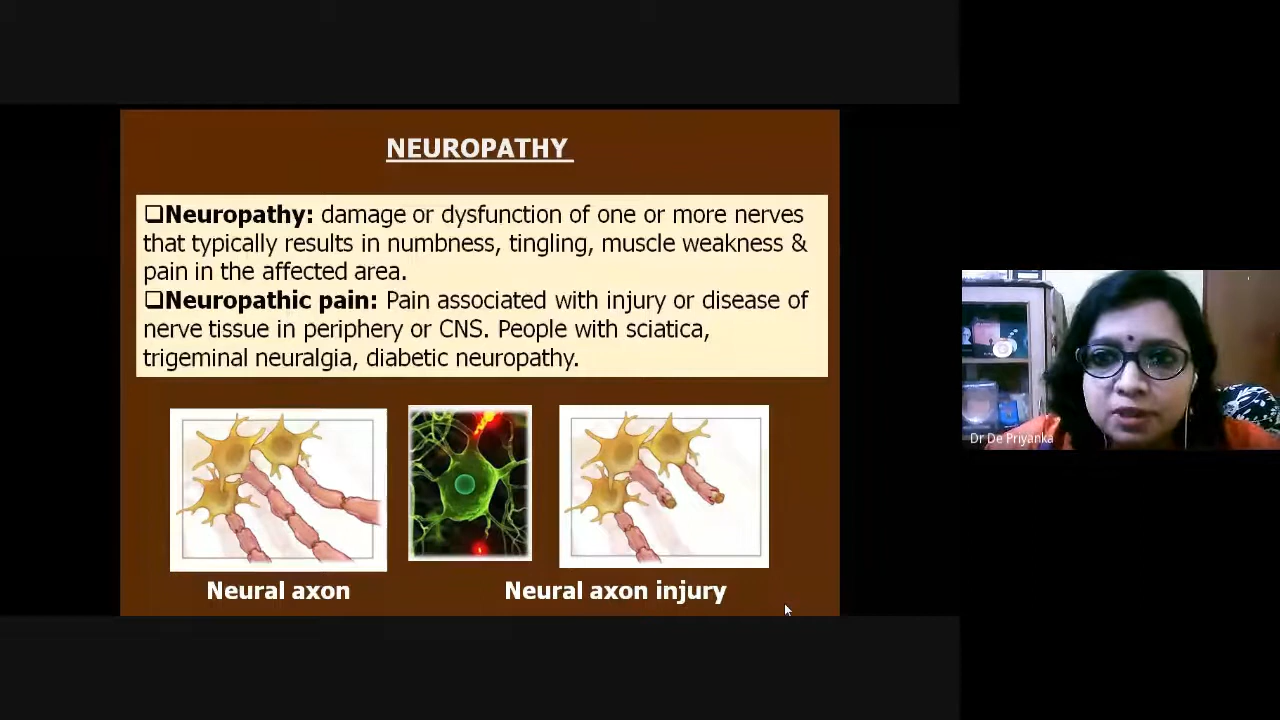 NEUROPATHY
❑Neuropathy: damage or dysfunction of one or more nerves
that typically results in numbness, tingling, muscle weakness &
pain in the affected area.
❑Neuropathic pain: Pain associated with injury or disease of
nerve tissue in periphery or CNS. People with sciatica,
trigeminal neuralgia, diabetic neuropathy.
Neural axon
Neural axon injury
Dr De Priyanka